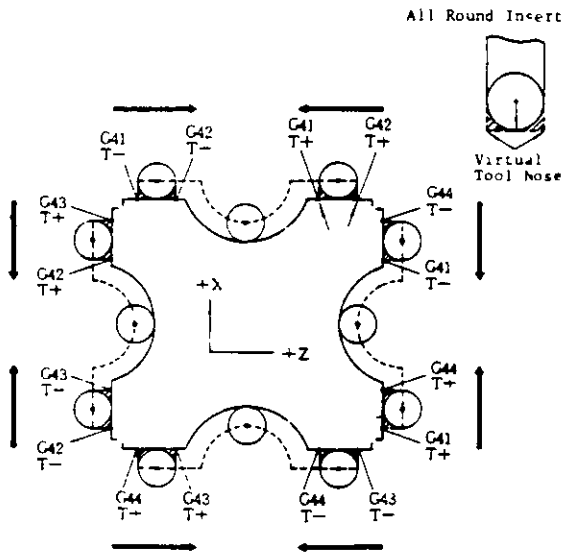 All Round Insert
Virtual
Tool Nose
G41
T-
G42
T-
G41
T+
G42
T+
G43
T+
G44
T-
G42
T+
G41
T-
+X
+Z
G43
T-
G44
T+
G42
T-
G41
T+
G44
T+
G43
T+
G44
T-
G43
T-